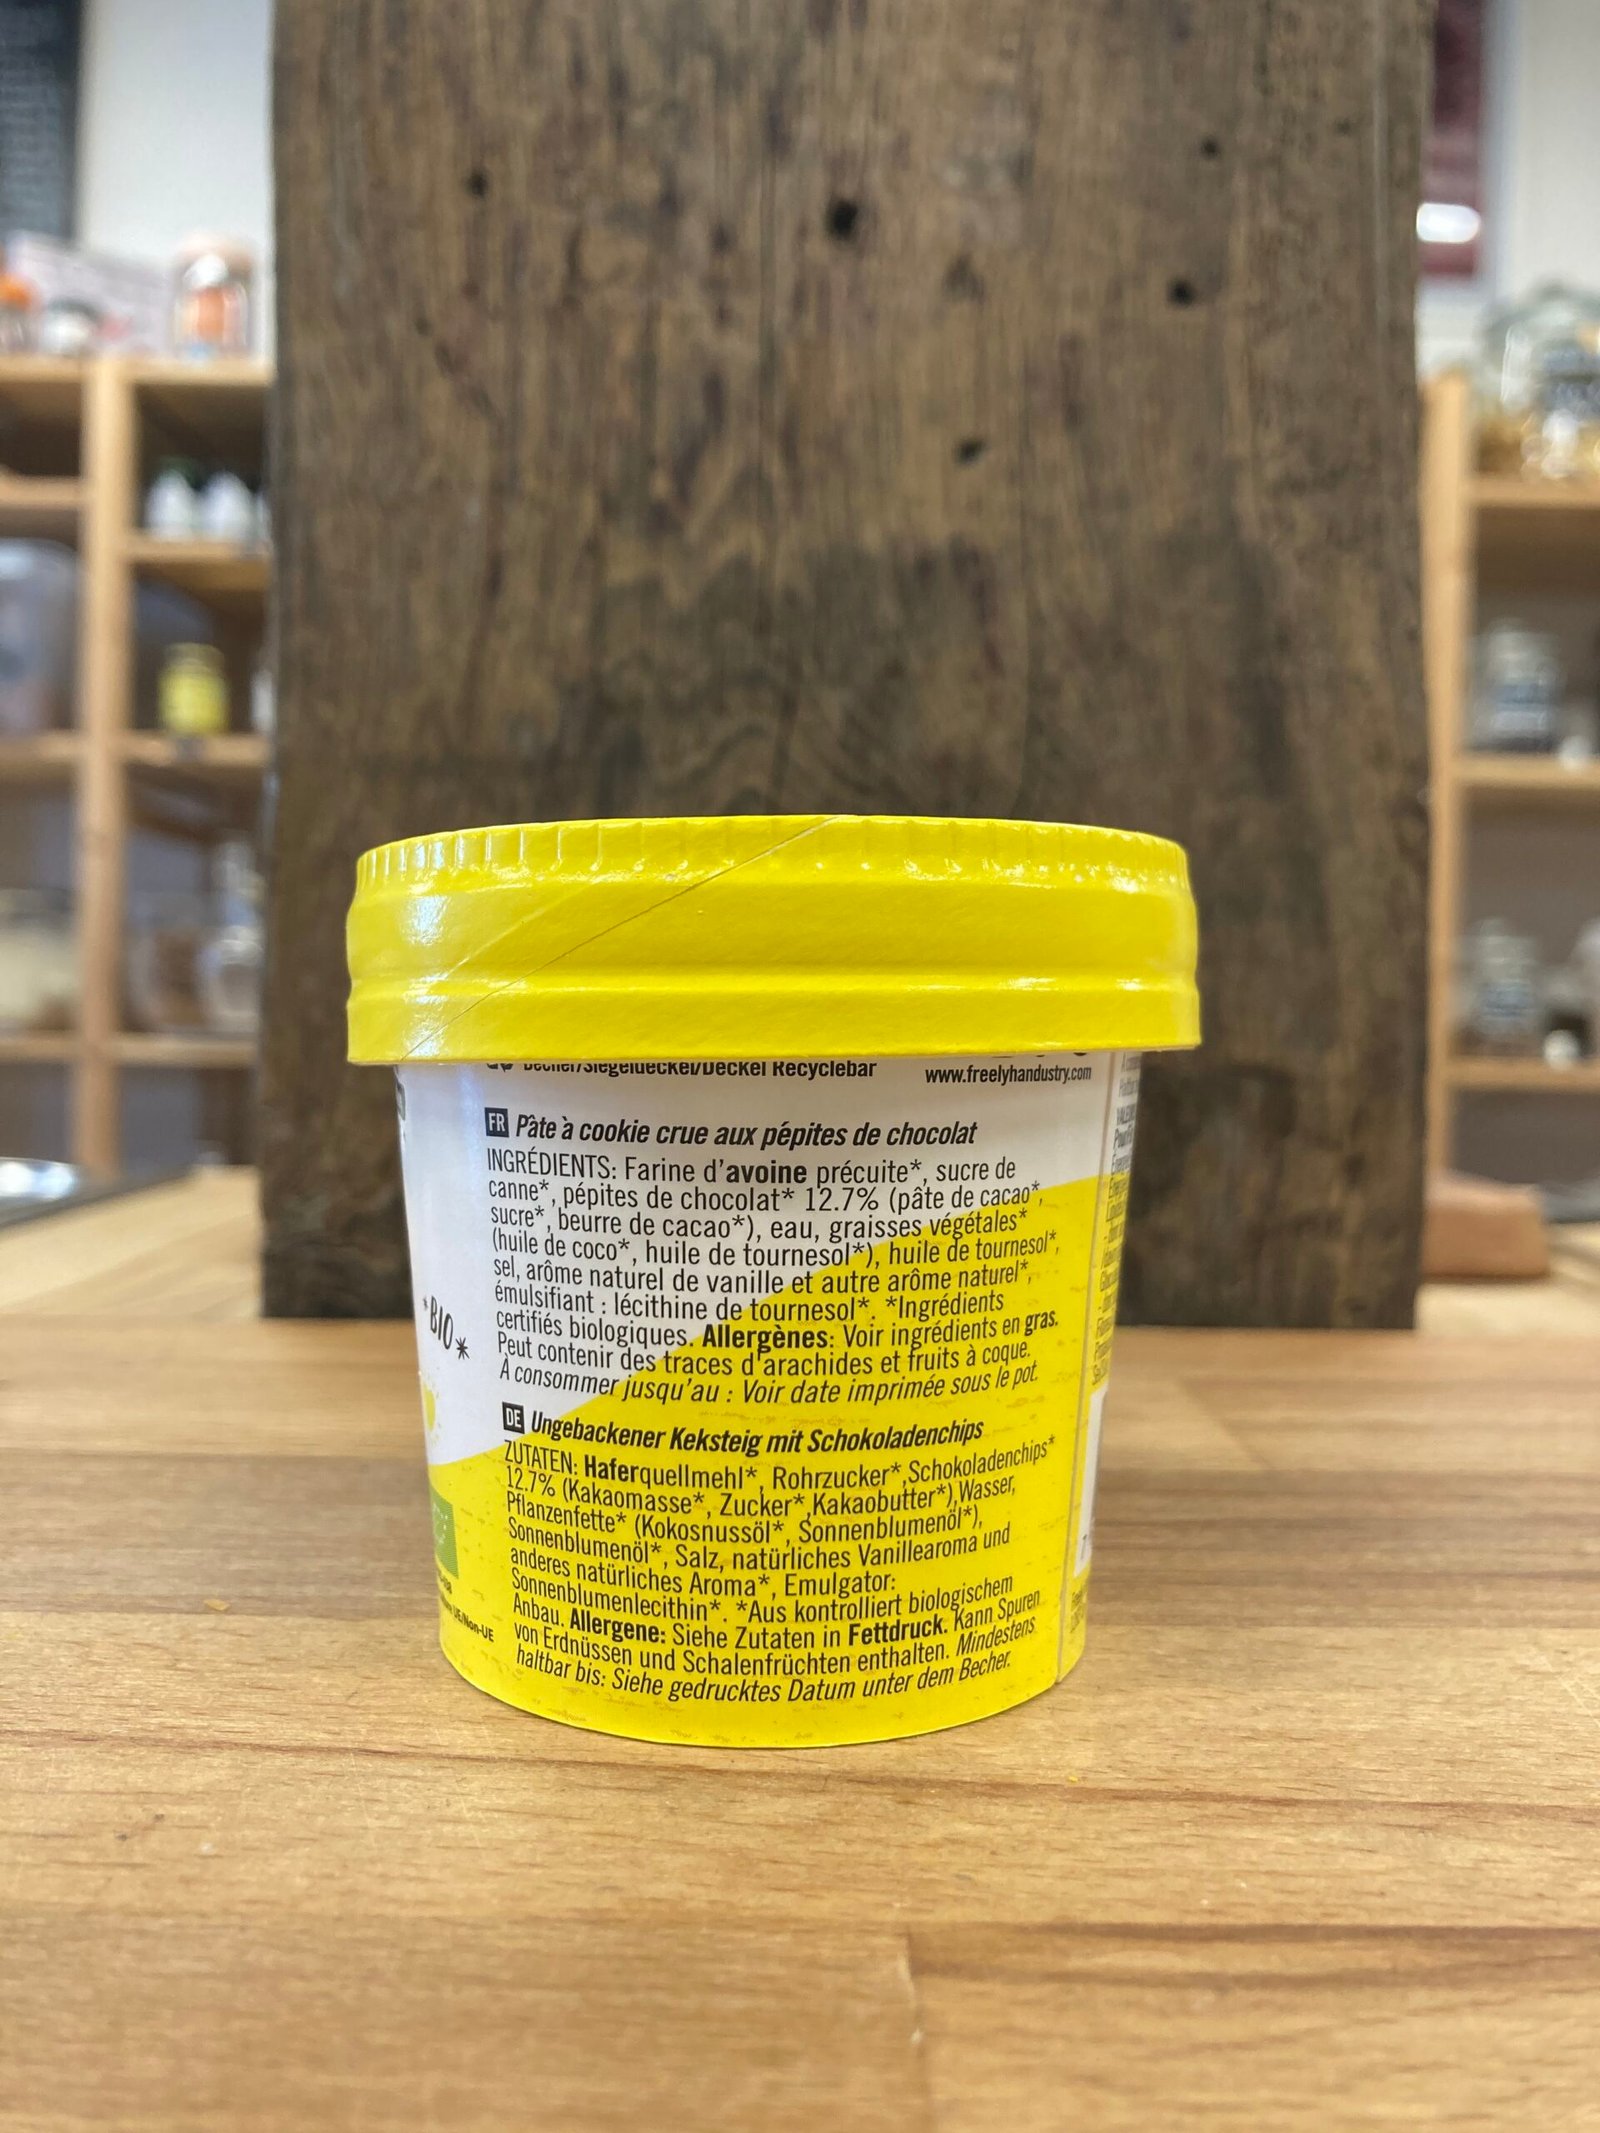 Becher/Siegeldeckel/Deckel Recyclebar
www.freelyhandustry.com
FR Pâte à cookie crue aux pépites de chocolat
INGRÉDIENTS: Farine d'avoine précuite*, sucre de
canne*, pépites de chocolat* 12.7% (pâte de cacao*,
sucre*, beurre de cacao*), eau, graisses végétales*
(huile de coco*, huile de tournesol*), huile de tournesol*,
sel, arôme naturel de vanille et autre arôme naturel*,
émulsifiant : lécithine de tournesol*. *Ingrédients
certifiés biologiques. Allergènes: Voir ingrédients en gras.
Peut contenir des traces d'arachides et fruits à coque.
À consommer jusqu'au : Voir date imprimée sous le pot.
*BIO*
DE Ungebackener Keksteig mit Schokoladenchips
ZUTATEN: Haferquellmehl*, Rohrzucker*,Schokoladenchips*
12.7% (Kakaomasse*, Zucker*,Kakaobutter*),Wasser,
Pflanzenfette* (Kokosnussöl*, Sonnenblumenöl*),
Sonnenblumenöl*, Salz, natürliches Vanillearoma und
anderes natürliches Aroma*, Emulgator:
Sonnenblumenlecithin*. *Aus kontrolliert biologischem
Anbau. Allergene: Siehe Zutaten in Fettdruck. Kann Spuren
von Erdnüssen und Schalenfrüchten enthalten. Mindestens
haltbar bis: Siehe gedrucktes Datum unter dem Becher.
UE/Non-UE